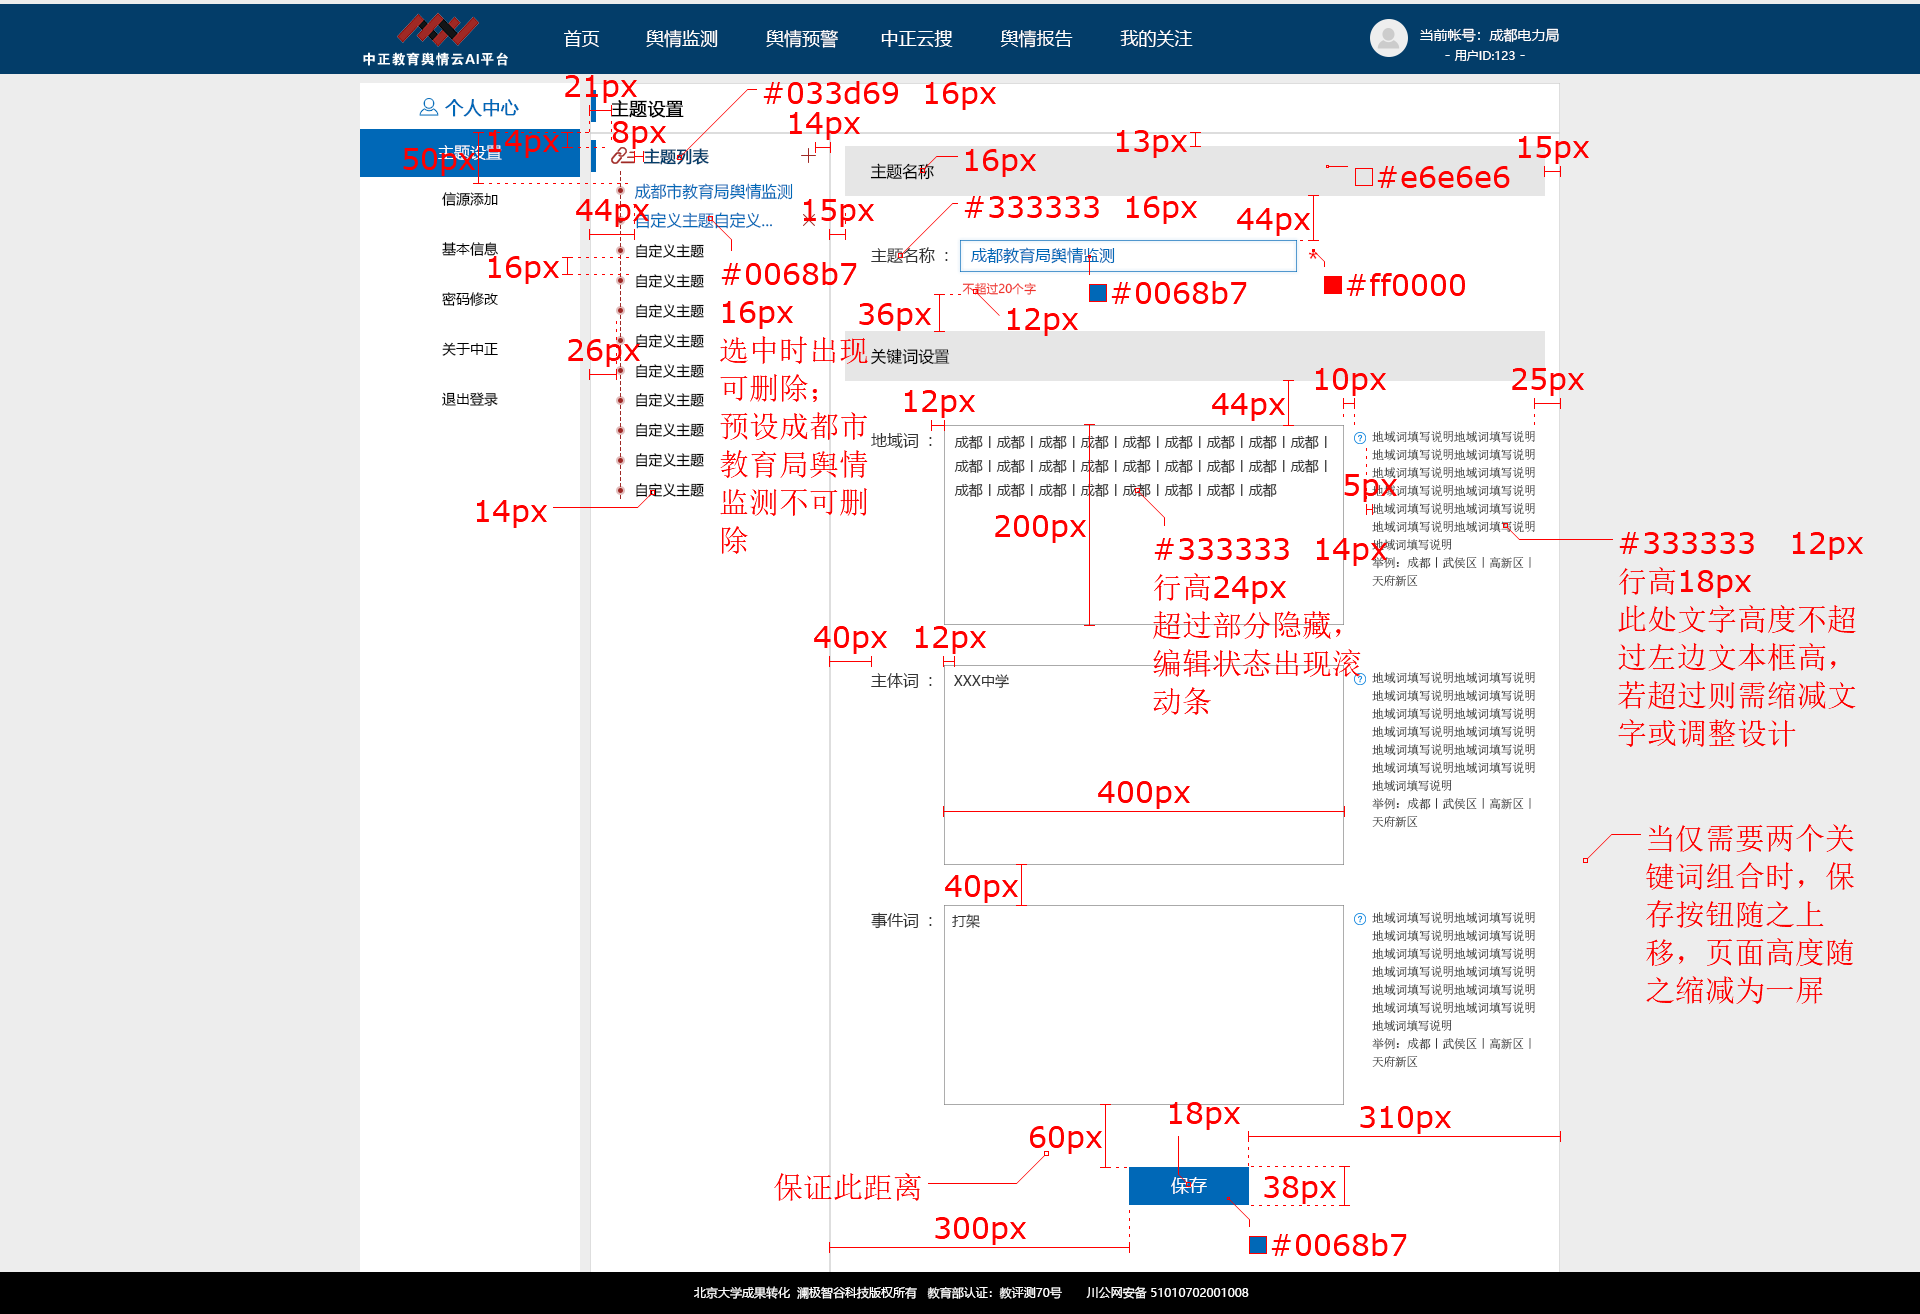 中正教育舆情云AI平台
首页 舆情监测 舆情预警 中正云搜 舆情报告 我的关注
当前帐号：成都电力局
- 用户ID:123 -
个人中心
主题设置
信源添加
基本信息
密码修改
关于中正
退出登录
21px
主题设置
#033d69 16px
14px
8px
14px
50px
主题列表
成都市教育局舆情监测
自定义主题自定义...
44px
15px
自定义主题
自定义主题
自定义主题
自定义主题
自定义主题
自定义主题
自定义主题
自定义主题
自定义主题
16px
26px
14px
#0068b7
16px
选中时出现
可删除；
预设成都市
教育局舆情
监测不可删
除
13px
15px
主题名称
16px
#e6e6e6
#333333 16px
44px
主题名称 ：
成都教育局舆情监测
*
#ff0000
不超过20个字
#0068b7
36px
12px
关键词设置
12px
44px
10px
25px
地域词 ：
成都丨成都丨成都丨成都丨成都丨成都丨成都丨成都丨成都丨
成都丨成都丨成都丨成都丨成都丨成都丨成都丨成都丨成都丨
成都丨成都丨成都丨成都丨成都丨成都丨成都丨成都
200px
#333333 14px
行高24px
超过部分隐藏，
编辑状态出现滚
动条
5px
?
地域词填写说明地域词填写说明
地域词填写说明地域词填写说明
地域词填写说明地域词填写说明
地域词填写说明地域词填写说明
地域词填写说明地域词填写说明
地域词填写说明地域词填写说明
地域词填写说明
举例：成都丨武侯区丨高新区丨
天府新区
#333333 12px
行高18px
此处文字高度不超
过左边文本框高，
若超过则需缩减文
字或调整设计
40px
12px
主体词 ：
XXX中学
400px
?
地域词填写说明地域词填写说明
地域词填写说明地域词填写说明
地域词填写说明地域词填写说明
地域词填写说明地域词填写说明
地域词填写说明地域词填写说明
地域词填写说明地域词填写说明
地域词填写说明
举例：成都丨武侯区丨高新区丨
天府新区
当仅需要两个关
键词组合时，保
存按钮随之上
移，页面高度随
之缩减为一屏
40px
事件词 ：
打架
?
地域词填写说明地域词填写说明
地域词填写说明地域词填写说明
地域词填写说明地域词填写说明
地域词填写说明地域词填写说明
地域词填写说明地域词填写说明
地域词填写说明地域词填写说明
地域词填写说明
举例：成都丨武侯区丨高新区丨
天府新区
18px
310px
60px
保证此距离
保存
38px
300px
#0068b7
北京大学成果转化 澜极智谷科技版权所有 教育部认证：教评测70号 川公网安备 51010702001008